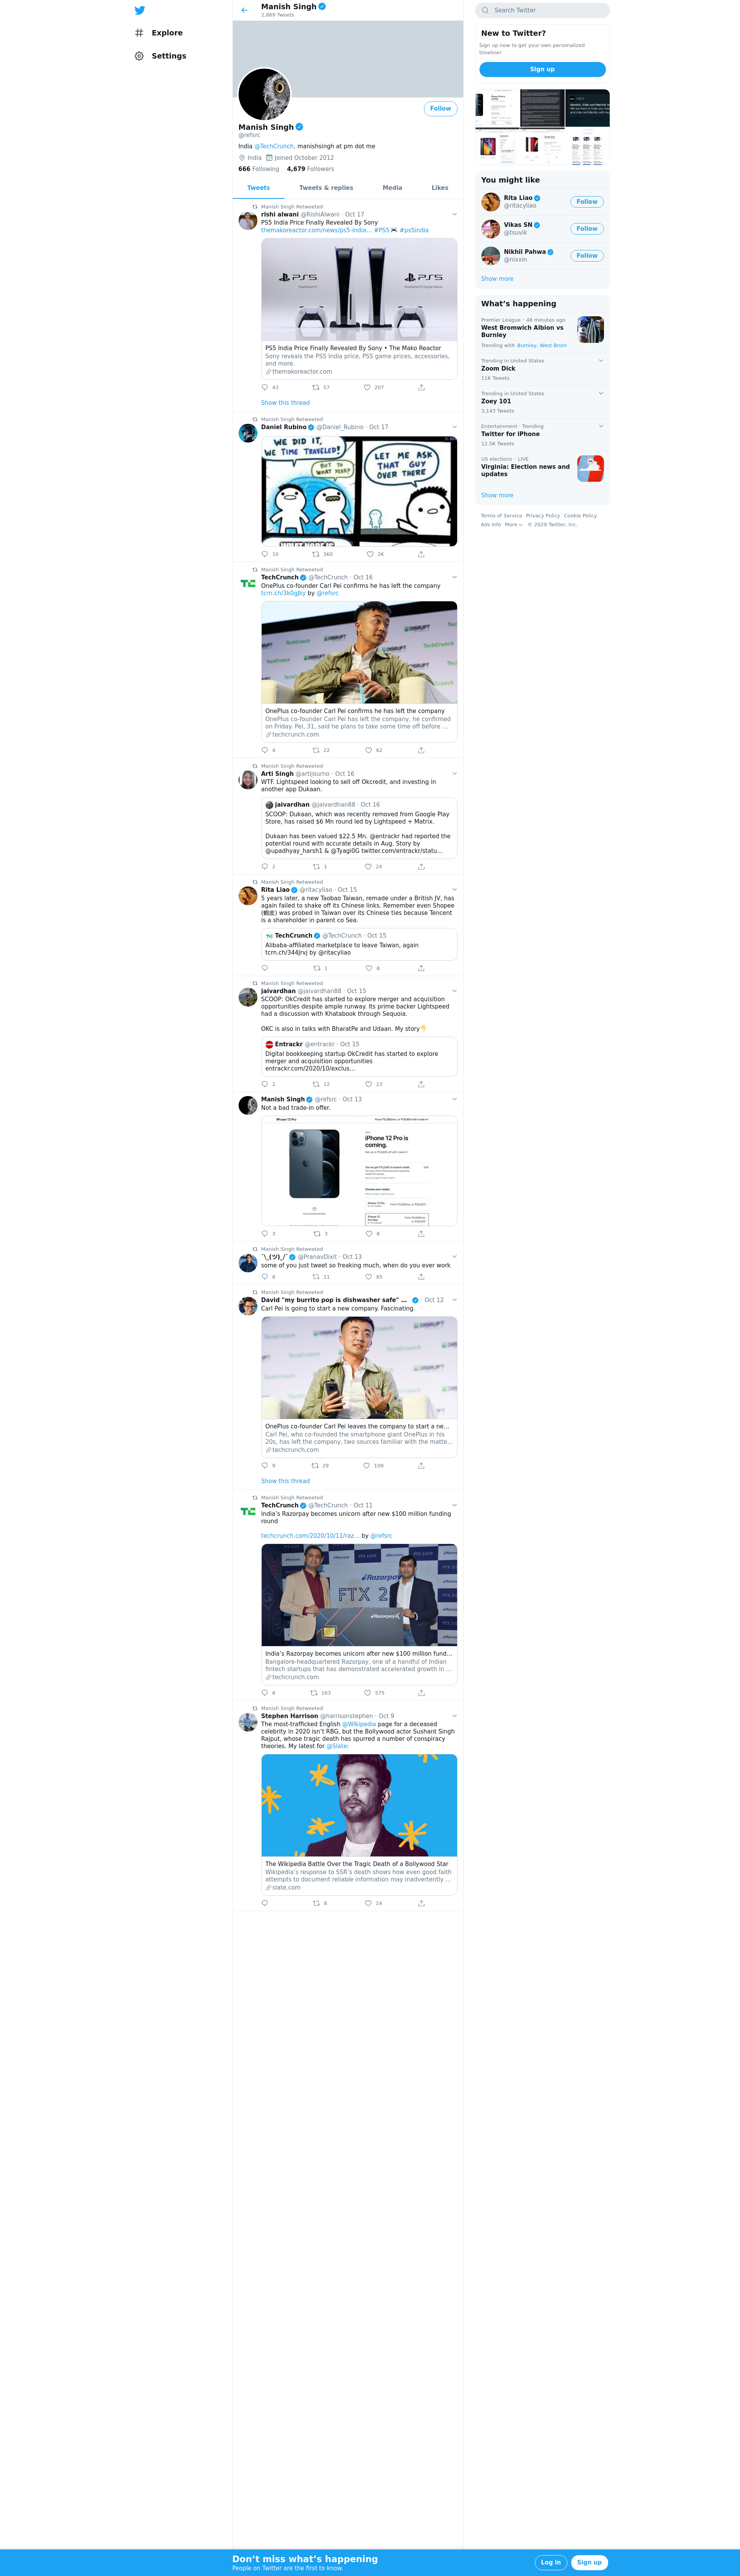 Manish Singh
2,869 Tweets
Search Twitter
Explore
Settings
New to Twitter?
Sign up now to get your own personalized
timeline!
Sign up
Follow
Manish Singh
@refsrc
India @TechCrunch. manishsingh at pm dot me
India Joined October 2012
666 Following 4,679 Followers
Tweets Tweets & replies Media Likes
Manish Singh Retweeted
rishi alwani @RishiAlwani · Oct 17
PS5 India Price Finally Revealed By Sony
themakoreactor.com/news/ps5-india… #PS5 #ps5india
PS5 PS5
PS5 India Price Finally Revealed By Sony • The Mako Reactor
Sony reveals the PS5 India price, PS5 game prices, accessories,
and more.
themakoreactor.com
43 57 207
Show this thread
Manish Singh Retweeted
Daniel Rubino @Daniel_Rubino · Oct 17
WE DID IT,
WE TIME TRAVELED!
BUT TO WHAT YEAR?
LET ME ASK
THAT GUY
OVER THERE
10 360 2K
Manish Singh Retweeted
TechCrunch @TechCrunch · Oct 16
OnePlus co-founder Carl Pei confirms he has left the company
tcrn.ch/3k0gJky by @refsrc
OnePlus co-founder Carl Pei confirms he has left the company
OnePlus co-founder Carl Pei has left the company, he confirmed
on Friday. Pei, 31, said he plans to take some time off before …
techcrunch.com
4 22 62
Manish Singh Retweeted
Arti Singh @artijourno · Oct 16
WTF. Lightspeed looking to sell off Okcredit, and investing in
another app Dukaan.
jaivardhan @jaivardhan88 · Oct 16
SCOOP: Dukaan, which was recently removed from Google Play
Store, has raised $6 Mn round led by Lightspeed + Matrix.
Dukaan has been valued $22.5 Mn. @entrackr had reported the
potential round with accurate details in Aug. Story by
@upadhyay_harsh1 & @Tyagi0G twitter.com/entrackr/statu…
2 1 24
Manish Singh Retweeted
Rita Liao @ritacyliao · Oct 15
5 years later, a new Taobao Taiwan, remade under a British JV, has
again failed to shake off its Chinese links. Remember even Shopee
(蝦皮) was probed in Taiwan over its Chinese ties because Tencent
is a shareholder in parent co Sea.
TechCrunch @TechCrunch · Oct 15
Alibaba-affiliated marketplace to leave Taiwan, again
tcrn.ch/344Jrvj by @ritacyliao
1 8
Manish Singh Retweeted
jaivardhan @jaivardhan88 · Oct 15
SCOOP: OkCredit has started to explore merger and acquisition
opportunities despite ample runway. Its prime backer Lightspeed
had a discussion with Khatabook through Sequoia.
OKC is also in talks with BharatPe and Udaan. My story👇
Entrackr @entrackr · Oct 15
Digital bookkeeping startup OkCredit has started to explore
merger and acquisition opportunities
entrackr.com/2020/10/exclus…
2 12 23
Manish Singh @refsrc · Oct 13
Not a bad trade-in offer.
iPhone 12 Pro
iPhone 12 Pro is
coming.
3 3 8
Manish Singh Retweeted
¯\_(ツ)_/¯ @PranavDixit · Oct 13
some of you just tweet so freaking much, when do you ever work
6 11 85
Manish Singh Retweeted
David "my burrito pop is dishwasher safe" … · Oct 12
Carl Pei is going to start a new company. Fascinating.
OnePlus co-founder Carl Pei leaves the company to start a ne…
Carl Pei, who co-founded the smartphone giant OnePlus in his
20s, has left the company, two sources familiar with the matte…
techcrunch.com
9 29 109
Show this thread
Manish Singh Retweeted
TechCrunch @TechCrunch · Oct 11
India's Razorpay becomes unicorn after new $100 million funding
round
techcrunch.com/2020/10/11/raz… by @refsrc
Razorpay
FTX
RazorpayX
India's Razorpay becomes unicorn after new $100 million fund…
Bangalore-headquartered Razorpay, one of a handful of Indian
fintech startups that has demonstrated accelerated growth in …
techcrunch.com
6 163 575
Manish Singh Retweeted
Stephen Harrison @harrisonstephen · Oct 9
The most-trafficked English @Wikipedia page for a deceased
celebrity in 2020 isn't RBG, but the Bollywood actor Sushant Singh
Rajput, whose tragic death has spurred a number of conspiracy
theories. My latest for @Slate:
The Wikipedia Battle Over the Tragic Death of a Bollywood Star
Wikipedia's response to SSR's death shows how even good faith
attempts to document reliable information may inadvertently …
slate.com
8 14
You might like
Rita Liao
@ritacyliao
Follow
Vikas SN
@tsuvik
Follow
Nikhil Pahwa
@nixxin
Follow
Show more
What's happening
Premier League · 48 minutes ago
West Bromwich Albion vs
Burnley
Trending with Burnley, West Brom
Trending in United States
Zoom Dick
11K Tweets
Trending in United States
Zoey 101
3,143 Tweets
Entertainment · Trending
Twitter for iPhone
12.5K Tweets
US elections · LIVE
Virginia: Election news and
updates
Show more
Terms of Service Privacy Policy Cookie Policy
Ads info More © 2020 Twitter, Inc.
Don't miss what's happening
People on Twitter are the first to know.
Log in Sign up